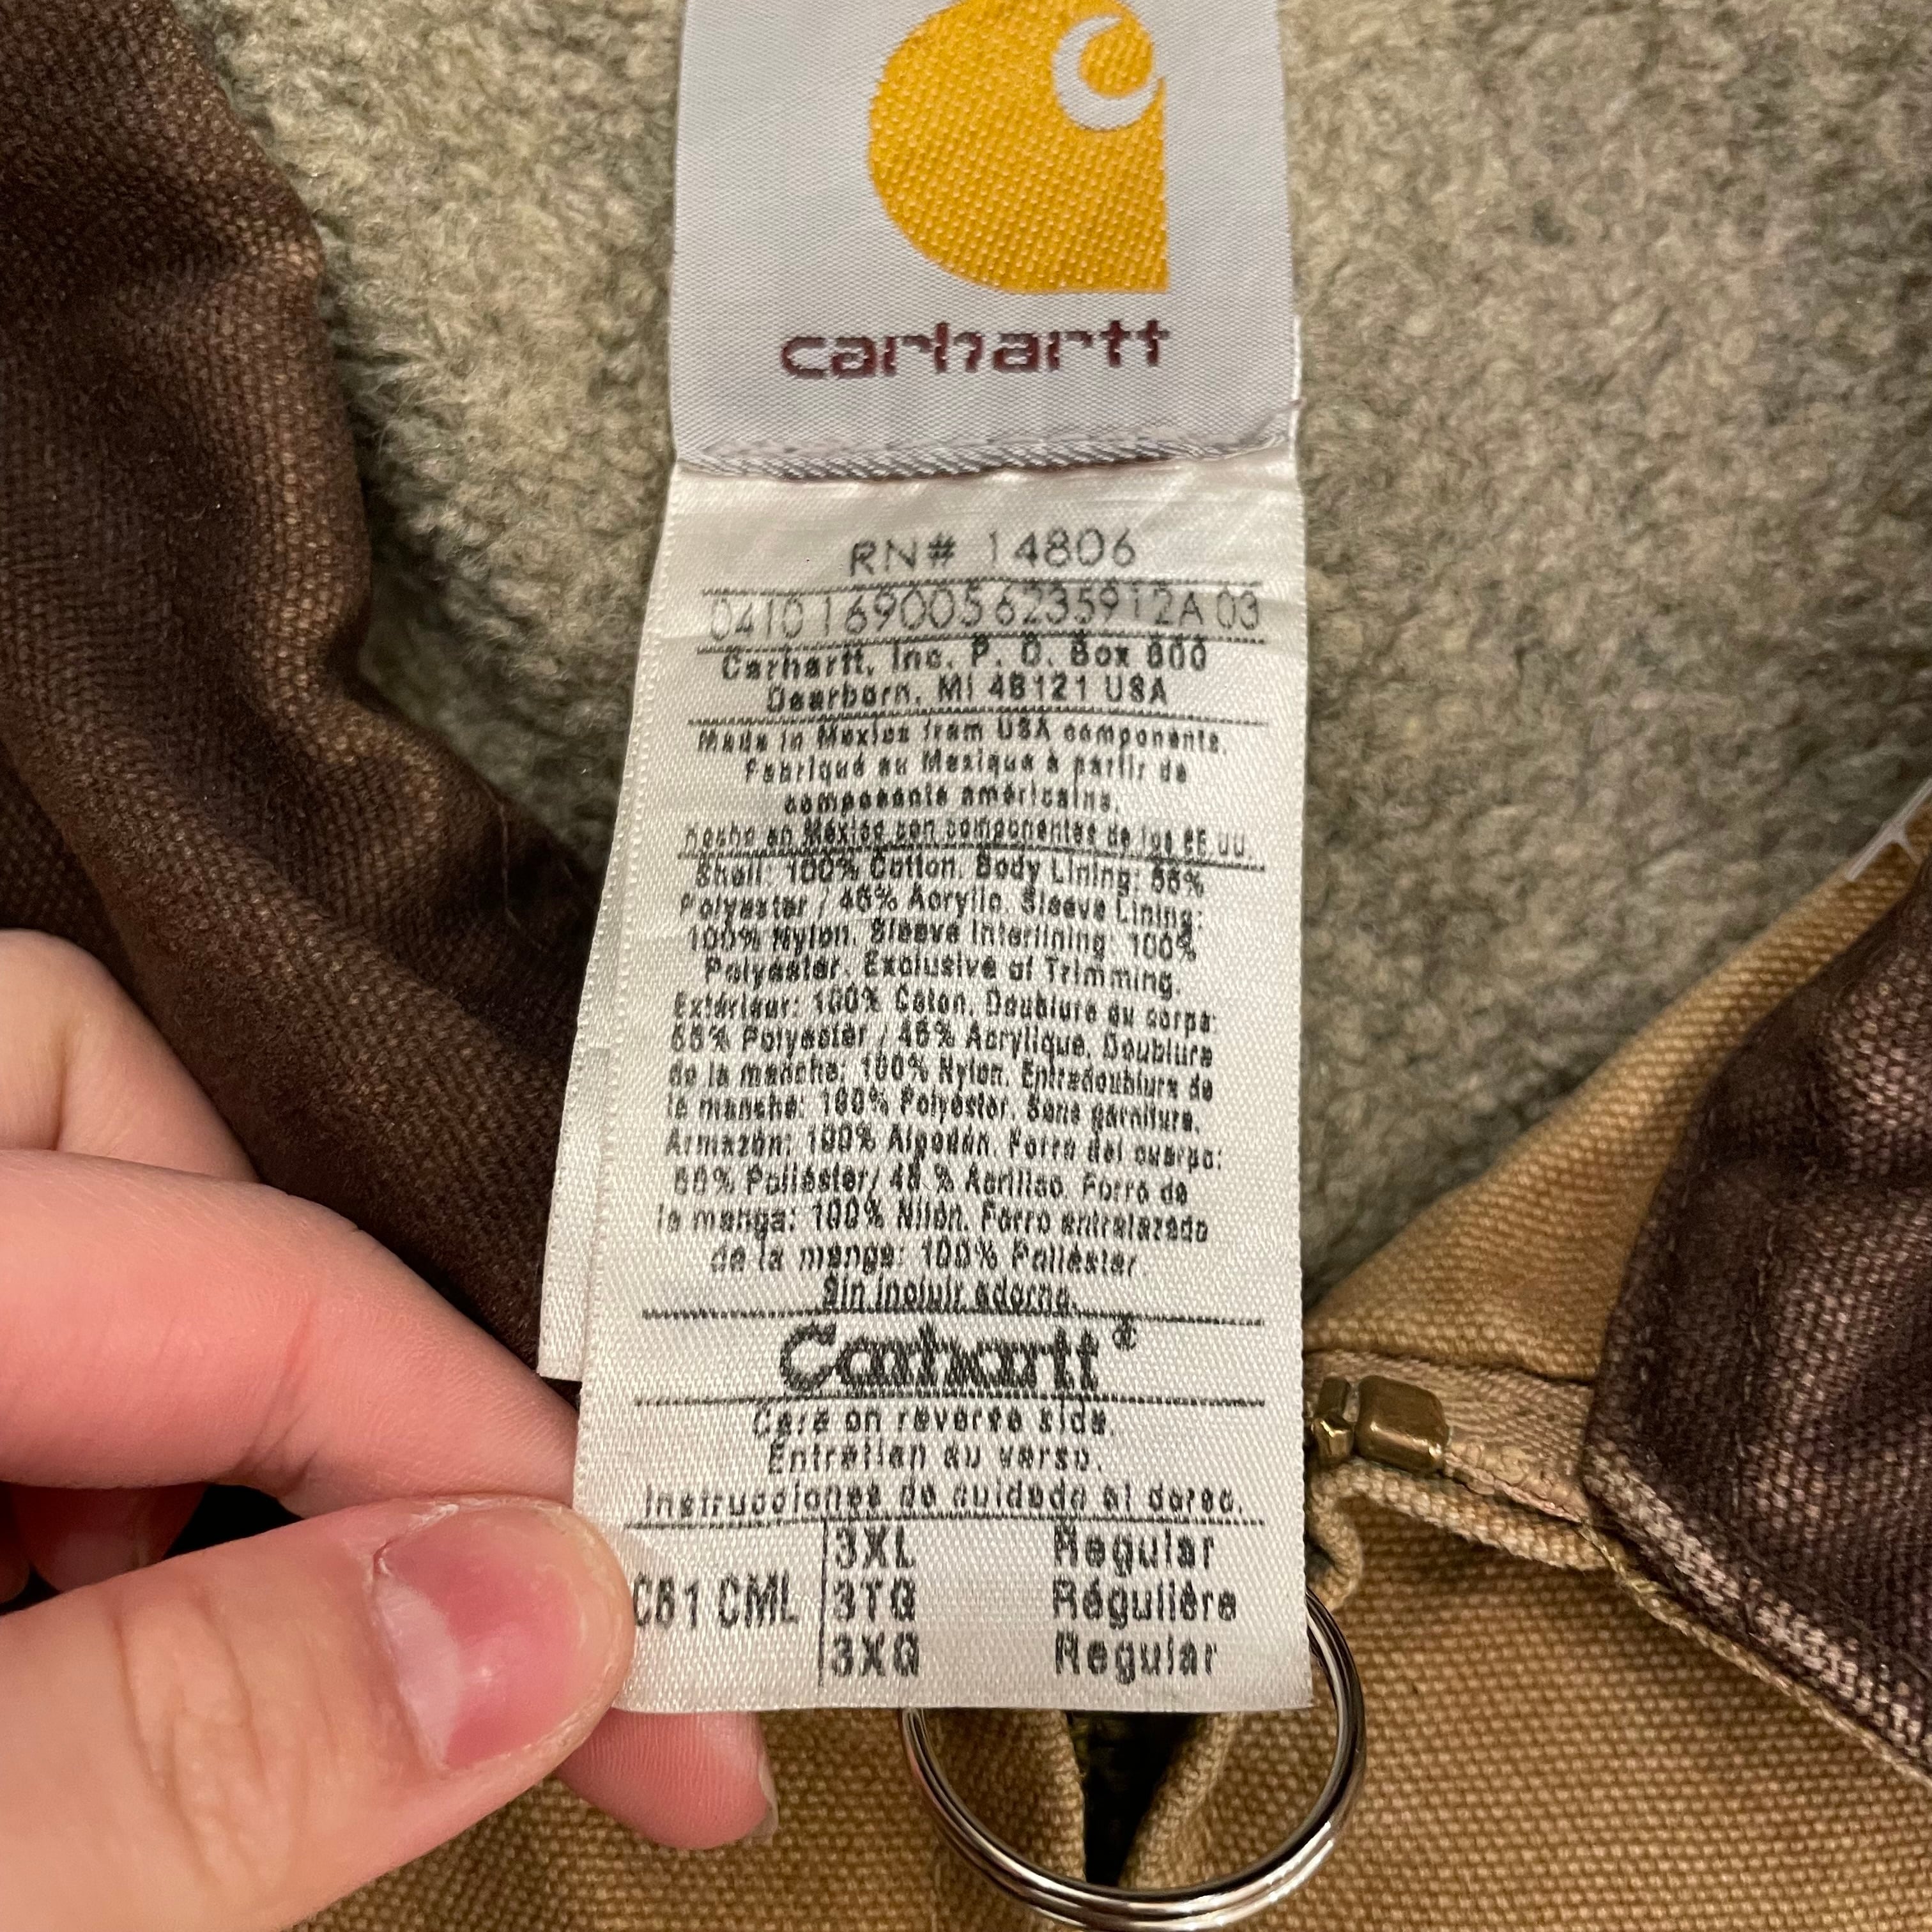 carhartt
RN# 14806
0410 1690056235912A 03
Carhartt, Inc. P. O. Box 600
Dearborn, MI 48121 USA
Made in Mexico from USA components.
Fabriqué au Mexique à partir de
composants américains.
Hecho en México con componentes de los EE.UU.
Shell: 100% Cotton. Body Lining: 55%
Polyester / 45% Acrylic. Sleeve Lining:
100% Nylon. Sleeve Interlining: 100%
Polyester. Exclusive of Trimming.
Extérieur: 100% Coton. Doublure du corps:
55% Polyester / 45% Acrylique. Doublure
de la manche: 100% Nylon. Entredoublure de
la manche: 100% Polyéster. Sans garniture.
Armazón: 100% Algodón. Forro del cuerpo:
Poliéster/ 45 % Acrílico. Forro de
la manga: 100% Nilón. Forro entrelazado
de la manga: 100% Poliéster.
Sin incluir adorno.
Carhartt®
Care on reverse side.
Entretien au verso.
Instrucciones de cuidado al dorso.
3XL Regular
C61 CML 3TG Régulière
3XG Regular